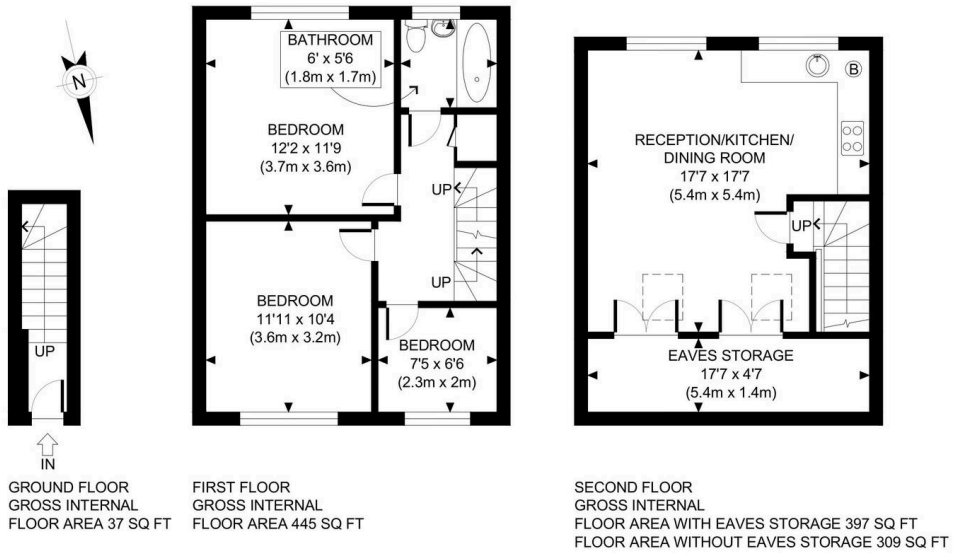 N
UP
IN
GROUND FLOOR
GROSS INTERNAL
FLOOR AREA 37 SQ FT
BATHROOM
6' x 5'6
(1.8m x 1.7m)
BEDROOM
12'2 x 11'9
(3.7m x 3.6m)
UP
UP
BEDROOM
11'11 x 10'4
(3.6m x 3.2m)
BEDROOM
7'5 x 6'6
(2.3m x 2m)
FIRST FLOOR
GROSS INTERNAL
FLOOR AREA 445 SQ FT
B
RECEPTION/KITCHEN/
DINING ROOM
17'7 x 17'7
(5.4m x 5.4m)
UP
EAVES STORAGE
17'7 x 4'7
(5.4m x 1.4m)
SECOND FLOOR
GROSS INTERNAL
FLOOR AREA WITH EAVES STORAGE 397 SQ FT
FLOOR AREA WITHOUT EAVES STORAGE 309 SQ FT